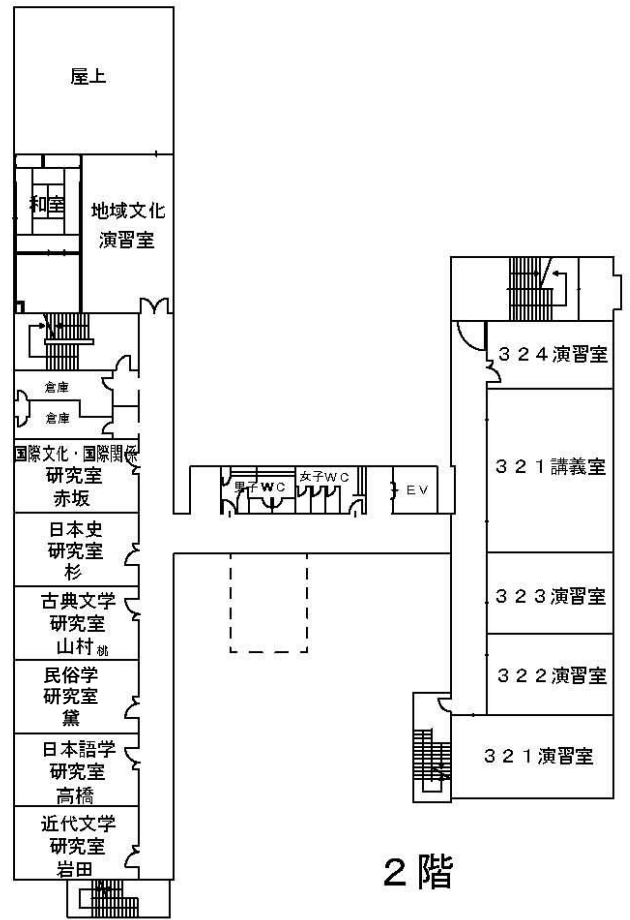 屋上
和室
地域文化
演習室
倉庫
倉庫
国際文化・国際関係
研究室
赤坂
日本史
研究室
杉
古典文学
研究室
山村 桃
民俗学
研究室
黛
日本語学
研究室
高橋
近代文学
研究室
岩田
男子WC
女子WC
EV
324演習室
321講義室
323演習室
322演習室
321演習室
2階